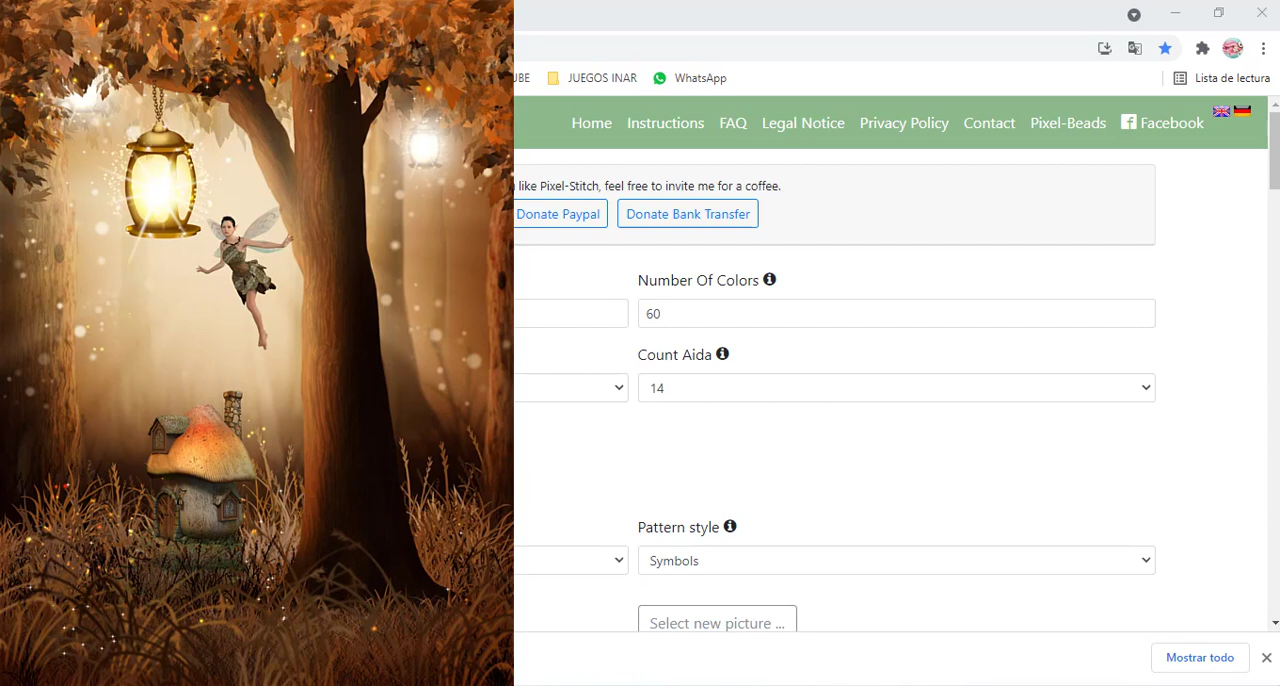 JUEGOS INAR WhatsApp Lista de lectura
Home Instructions FAQ Legal Notice Privacy Policy Contact Pixel-Beads Facebook
like Pixel-Stitch, feel free to invite me for a coffee.
Donate Paypal Donate Bank Transfer
Number Of Colors
60
Count Aida
14
Pattern style
Symbols
Select new picture ...
Mostrar todo